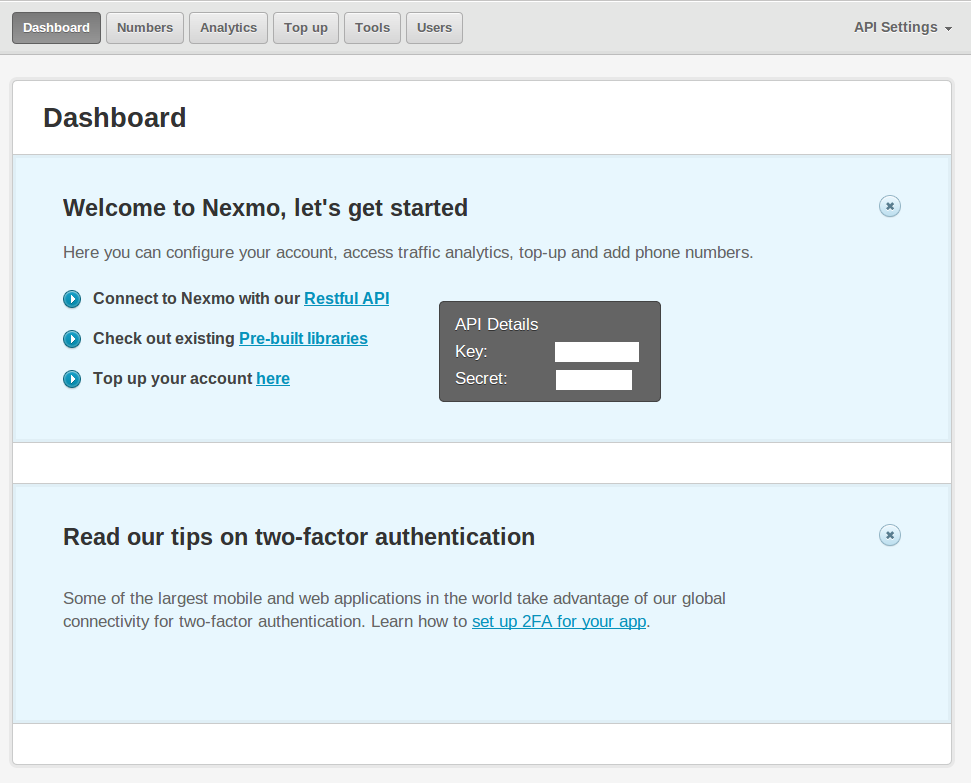 Dashboard Numbers Analytics Top up Tools Users API Settings
Dashboard
Welcome to Nexmo, let's get started
Here you can configure your account, access traffic analytics, top-up and add phone numbers.
Connect to Nexmo with our Restful API
Check out existing Pre-built libraries
Top up your account here
API Details
Key:
Secret:
Read our tips on two-factor authentication
Some of the largest mobile and web applications in the world take advantage of our global
connectivity for two-factor authentication. Learn how to set up 2FA for your app.